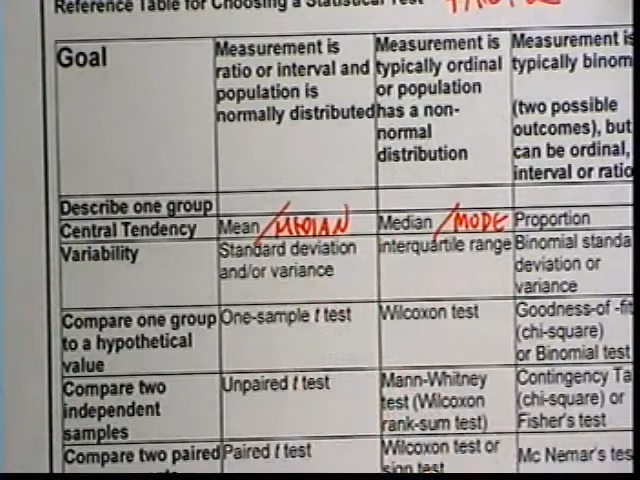 Reference Table for Choosing a Statistical Test
Goal
Measurement is
ratio or interval and
population is
normally distributed
Measurement is
typically ordinal
or population
has a non-
normal
distribution
Measurement is
typically binom
(two possible
outcomes), but
can be ordinal,
interval or ratio
Describe one group
Central Tendency
Mean /MEDIAN
Median /MODE
Proportion
Variability
Standard deviation
and/or variance
interquartile range
Binomial standa
deviation or
variance
Compare one group
to a hypothetical
value
One-sample t test
Wilcoxon test
Goodness-of-fit
(chi-square)
or Binomial test
Compare two
independent
samples
Unpaired t test
Mann-Whitney
test (Wilcoxon
rank-sum test)
Contingency Ta
(chi-square) or
Fisher's test
Compare two paired
Paired t test
Wilcoxon test or
sign test
Mc Nemar's tes